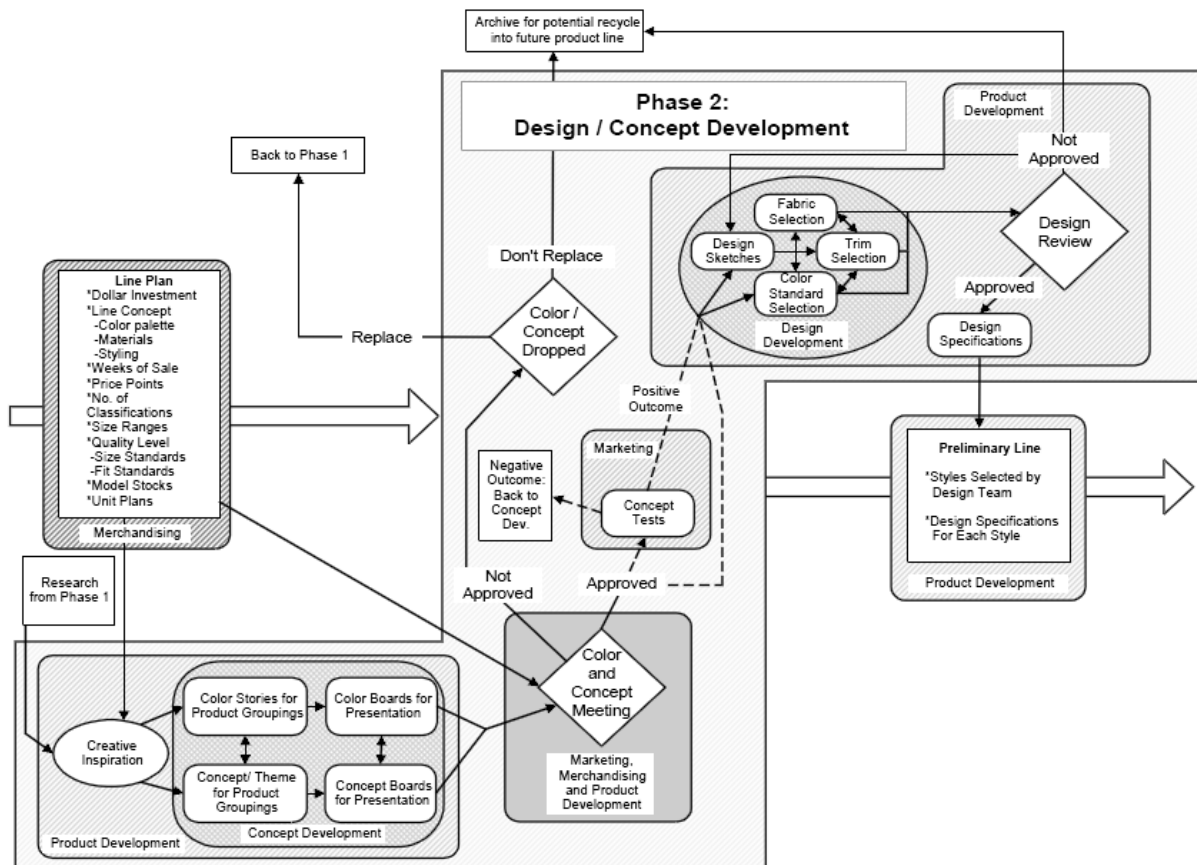 Archive for potential recycle
into future product line
Phase 2:
Design / Concept Development
Product
Development
Back to Phase 1
Not
Approved
Fabric
Selection
Design
Sketches
Trim
Selection
Color
Standard
Selection
Design
Review
Design Development
Approved
Design
Specifications
Don't Replace
Color /
Concept
Dropped
Replace
Line Plan
*Dollar Investment
*Line Concept
-Color palette
-Materials
-Styling
*Weeks of Sale
*Price Points
*No. of
Classifications
*Size Ranges
*Quality Level
-Size Standards
-Fit Standards
*Model Stocks
*Unit Plans
Merchandising
Positive
Outcome
Marketing
Negative
Outcome:
Back to
Concept
Dev.
Concept
Tests
Preliminary Line
*Styles Selected by
Design Team
*Design Specifications
For Each Style
Product Development
Research
from Phase 1
Not
Approved
Approved
Color
and
Concept
Meeting
Marketing,
Merchandising
and Product
Development
Creative
Inspiration
Color Stories for
Product Groupings
Color Boards for
Presentation
Concept/ Theme
for Product
Groupings
Concept Boards
for Presentation
Concept Development
Product Development